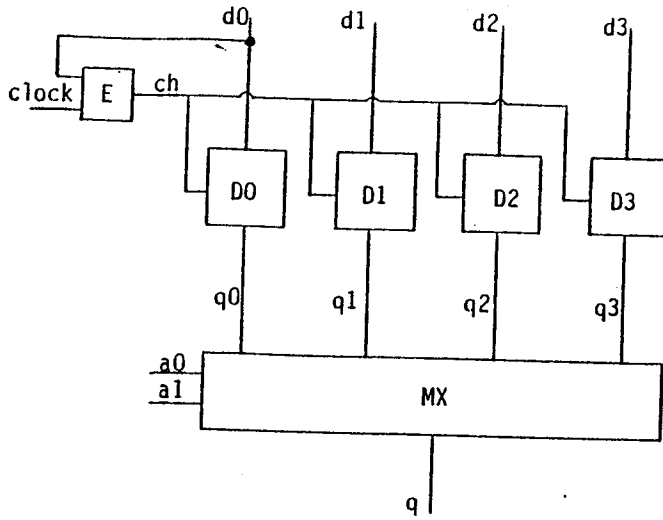 d0 d1 d2 d3
clock E ch
D0 D1 D2 D3
q0 q1 q2 q3
a0
a1
MX
q